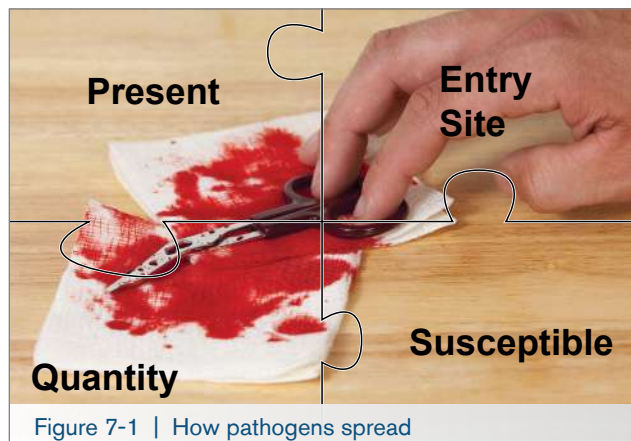 Present
Entry
Site
Quantity
Susceptible
Figure 7-1 | How pathogens spread